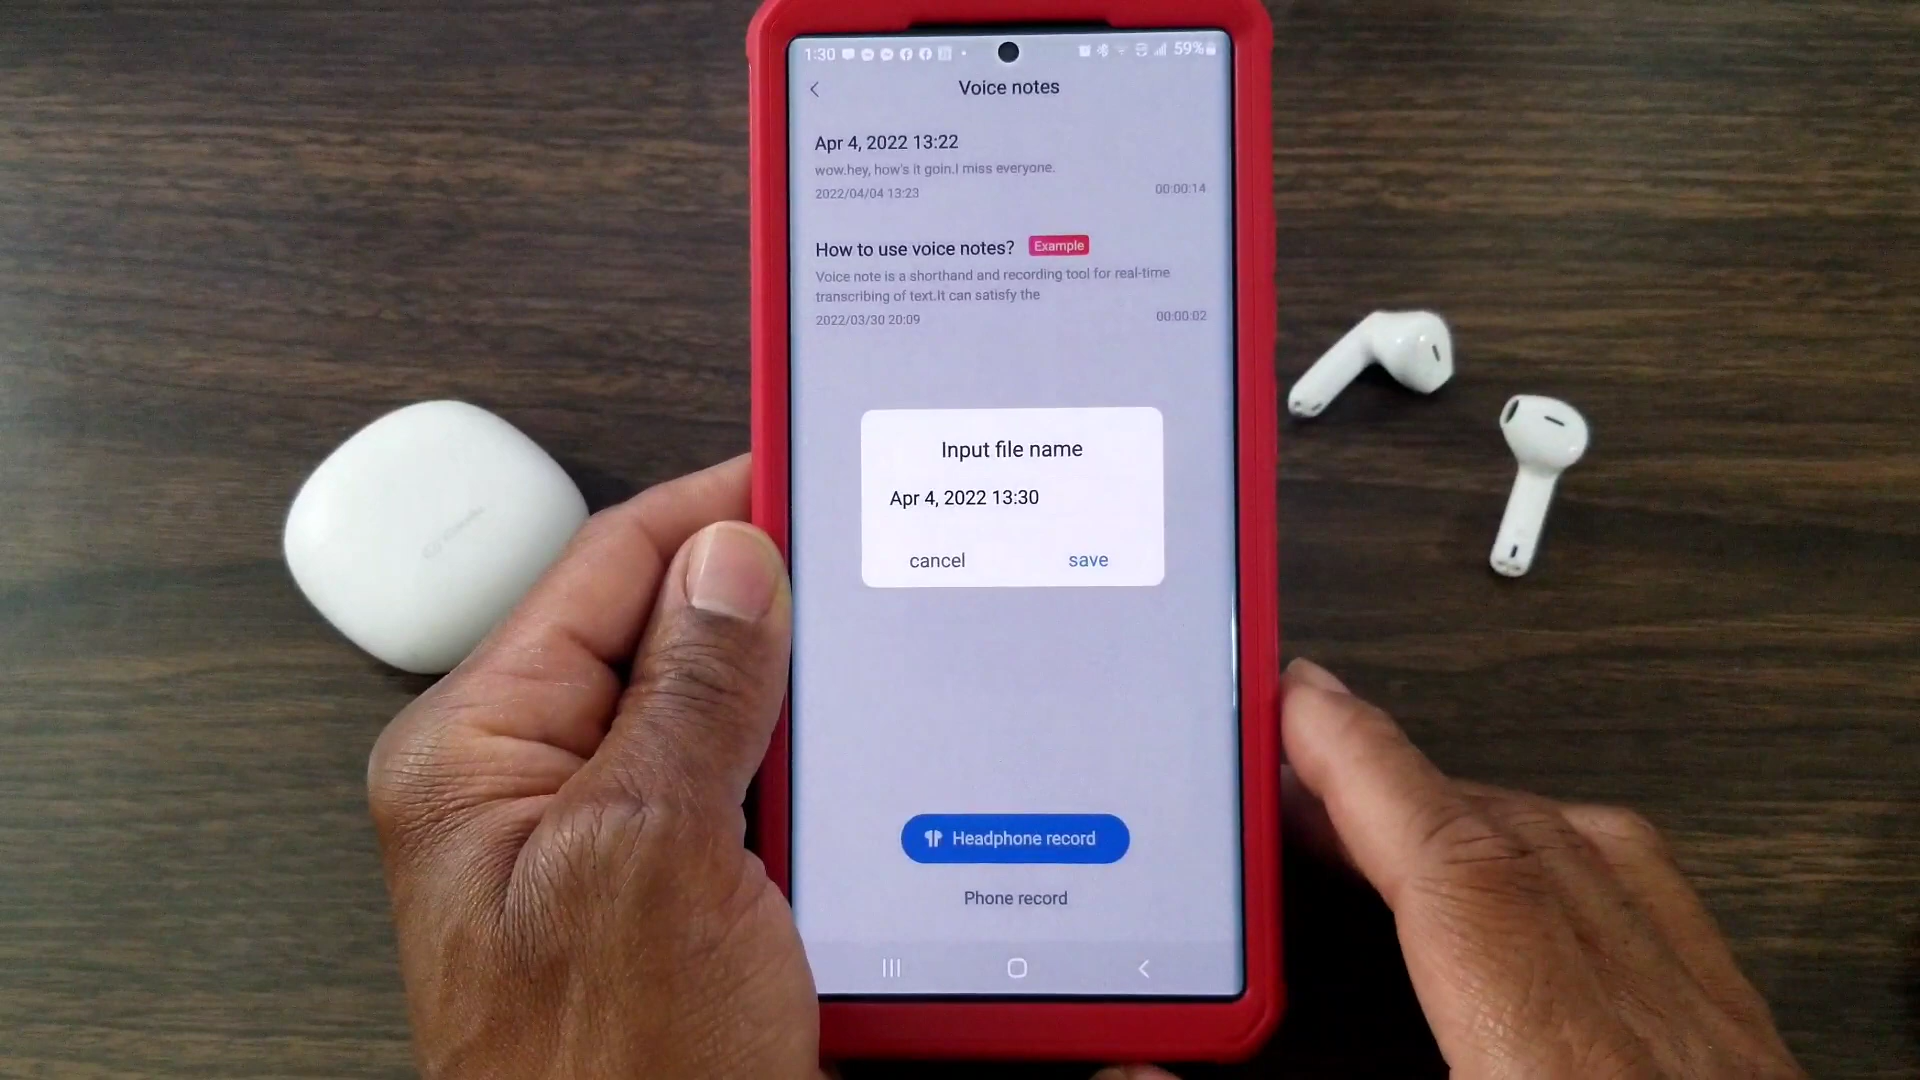 1:30
59%
Voice notes
Apr 4, 2022 13:22
wow.hey, how's it goin.I miss everyone.
2022/04/04 13:23
00:00:14
How to use voice notes? Example
Voice note is a shorthand and recording tool for real-time
transcribing of text.It can satisfy the
2022/03/30 20:09
00:00:02
Input file name
Apr 4, 2022 13:30
cancel
save
Headphone record
Phone record